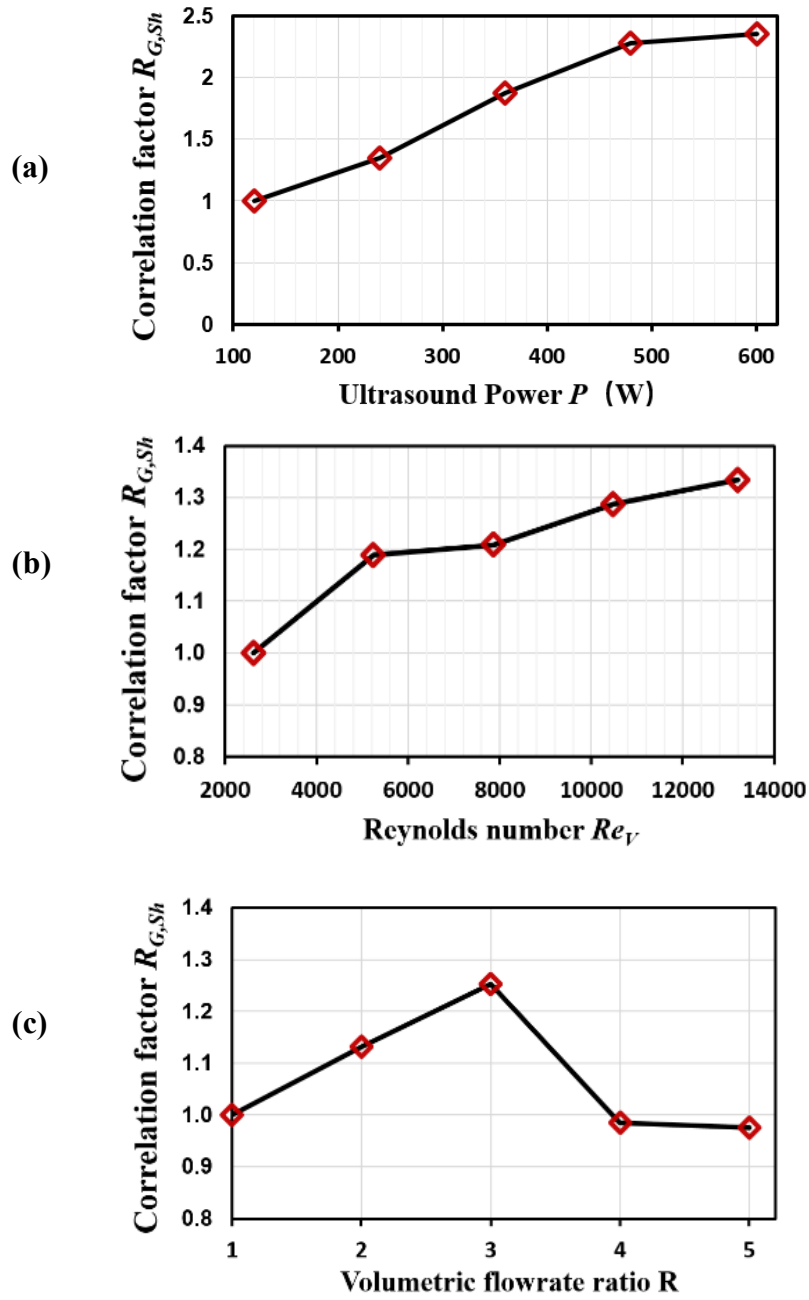 (a)
Correlation factor R_{G,Sh}
2.5
2
1.5
1
0.5
0
100 200 300 400 500 600
Ultrasound Power P (W)
(b)
Correlation factor R_{G,Sh}
1.4
1.3
1.2
1.1
1.0
0.9
0.8
2000 4000 6000 8000 10000 12000 14000
Reynolds number Re_V
(c)
Correlation factor R_{G,Sh}
1.4
1.3
1.2
1.1
1.0
0.9
0.8
1 2 3 4 5
Volumetric flowrate ratio R